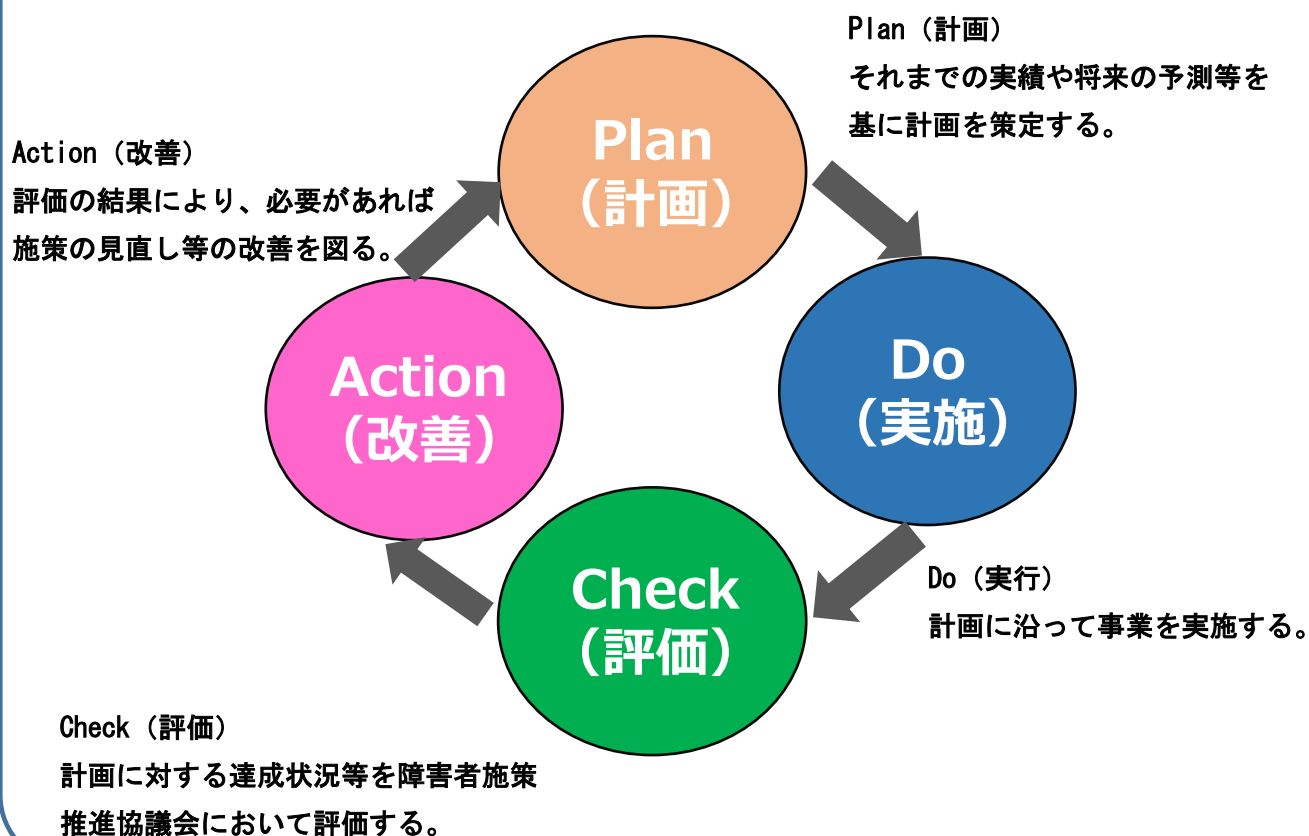 Plan（計画）
それまでの実績や将来の予測等を
基に計画を策定する。
Plan
（計画）
Action（改善）
評価の結果により、必要があれば
施策の見直し等の改善を図る。
Do
（実施）
Action
（改善）
Do（実行）
計画に沿って事業を実施する。
Check
（評価）
Check（評価）
計画に対する達成状況等を障害者施策
推進協議会において評価する。